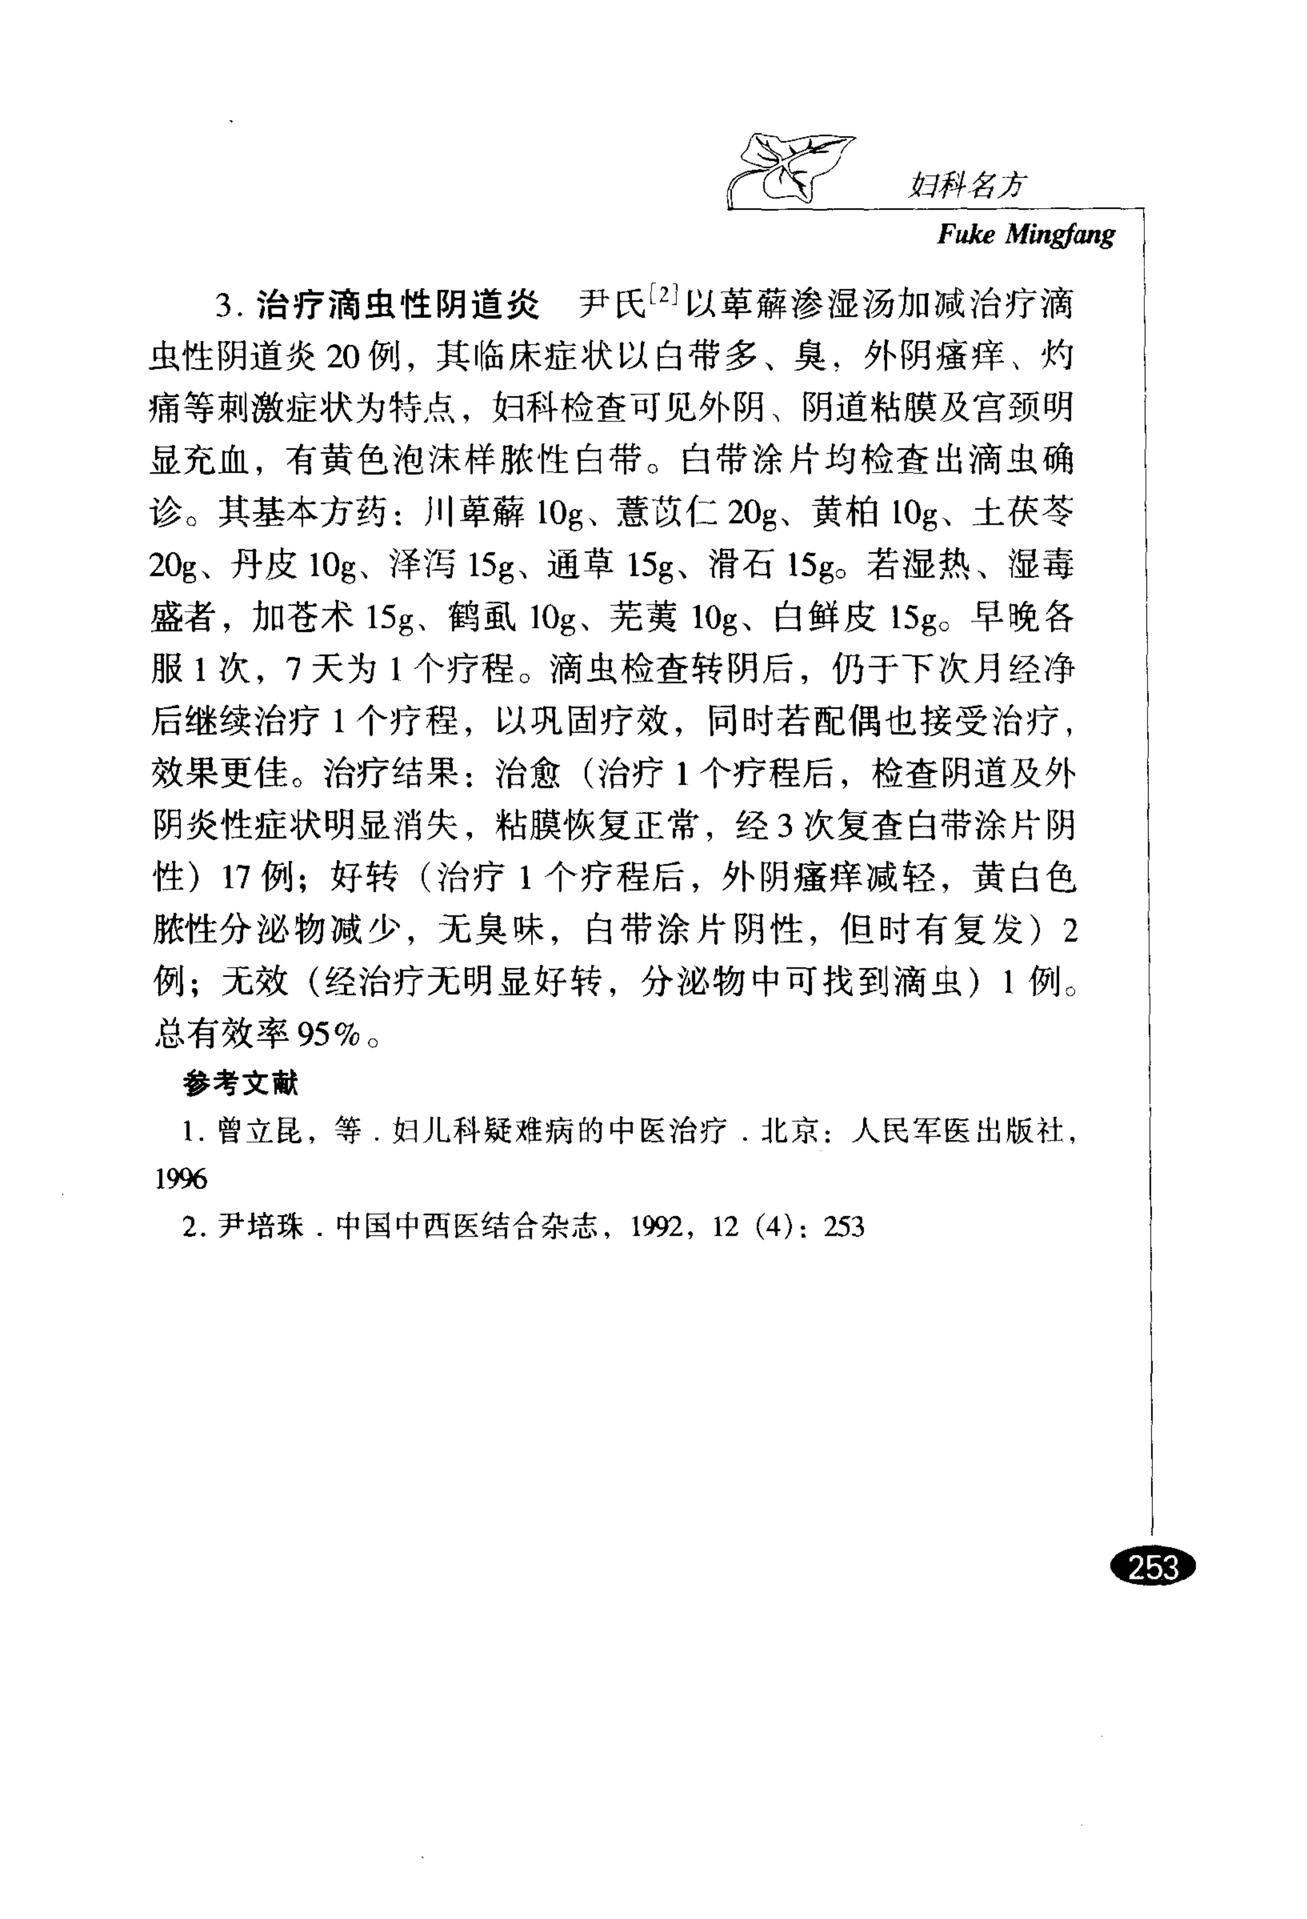 妇科名方
Fuke Mingfang
3. 治疗滴虫性阴道炎 尹氏[2]以萆薢渗湿汤加减治疗滴
虫性阴道炎 20 例，其临床症状以白带多、臭，外阴瘙痒、灼
痛等刺激症状为特点，妇科检查可见外阴、阴道粘膜及宫颈明
显充血，有黄色泡沫样脓性白带。白带涂片均检查出滴虫确
诊。其基本方药：川萆薢 10g、薏苡仁 20g、黄柏 10g、土茯苓
20g、丹皮 10g、泽泻 15g、通草 15g、滑石 15g。若湿热、湿毒
盛者，加苍术 15g、鹤虱 10g、芜荑 10g、白鲜皮 15g。早晚各
服 1 次，7 天为 1 个疗程。滴虫检查转阴后，仍于下次月经净
后继续治疗 1 个疗程，以巩固疗效，同时若配偶也接受治疗，
效果更佳。治疗结果：治愈（治疗 1 个疗程后，检查阴道及外
阴炎性症状明显消失，粘膜恢复正常，经 3 次复查白带涂片阴
性）17 例；好转（治疗 1 个疗程后，外阴瘙痒减轻，黄白色
脓性分泌物减少，无臭味，白带涂片阴性，但时有复发）2
例；无效（经治疗无明显好转，分泌物中可找到滴虫）1 例。
总有效率 95%。
参考文献
1. 曾立昆，等．妇儿科疑难病的中医治疗．北京：人民军医出版社，
1996
2. 尹培珠．中国中西医结合杂志，1992，12（4）：253
253